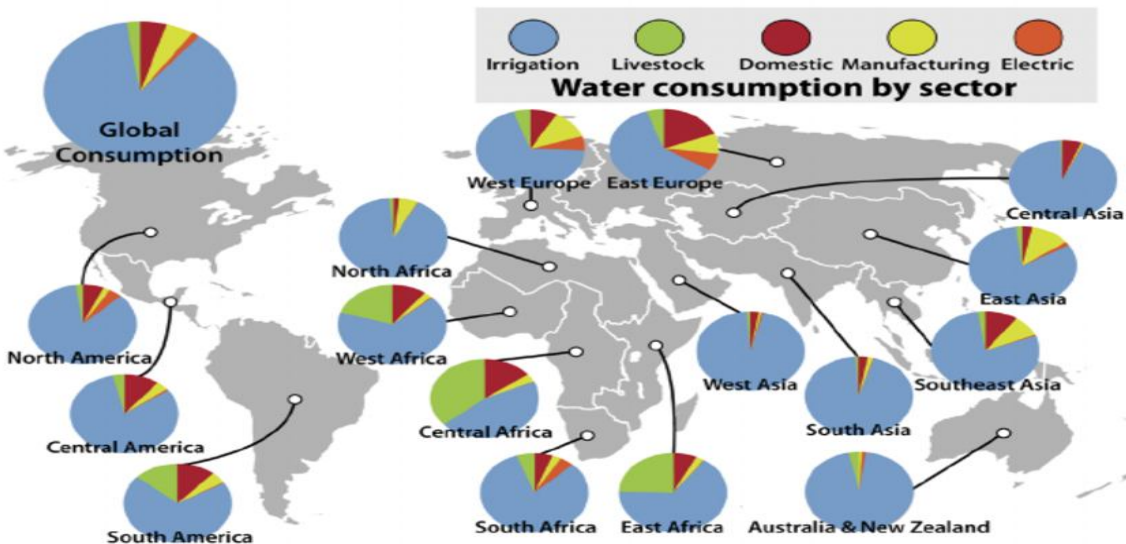 Irrigation Livestock Domestic Manufacturing Electric
Water consumption by sector
Global
Consumption
West Europe
East Europe
Central Asia
North Africa
East Asia
North America
West Africa
West Asia
Southeast Asia
Central America
Central Africa
South Asia
South America
South Africa
East Africa
Australia & New Zealand